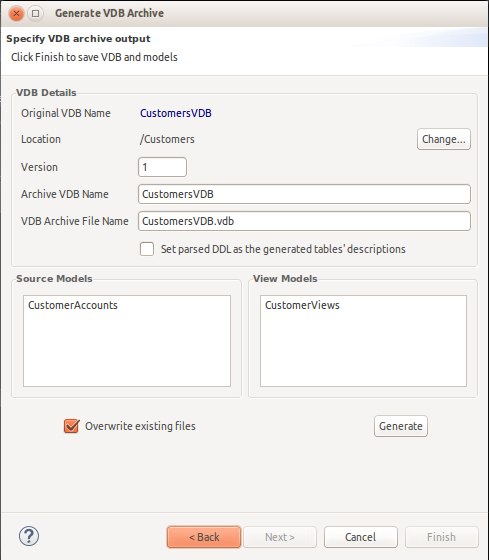 Generate VDB Archive
Specify VDB archive output
Click Finish to save VDB and models
VDB Details
Original VDB Name CustomersVDB
Location /Customers Change...
Version 1
Archive VDB Name CustomersVDB
VDB Archive File Name CustomersVDB.vdb
Set parsed DDL as the generated tables' descriptions
Source Models View Models
CustomerAccounts CustomerViews
Overwrite existing files Generate
? < Back Next > Cancel Finish